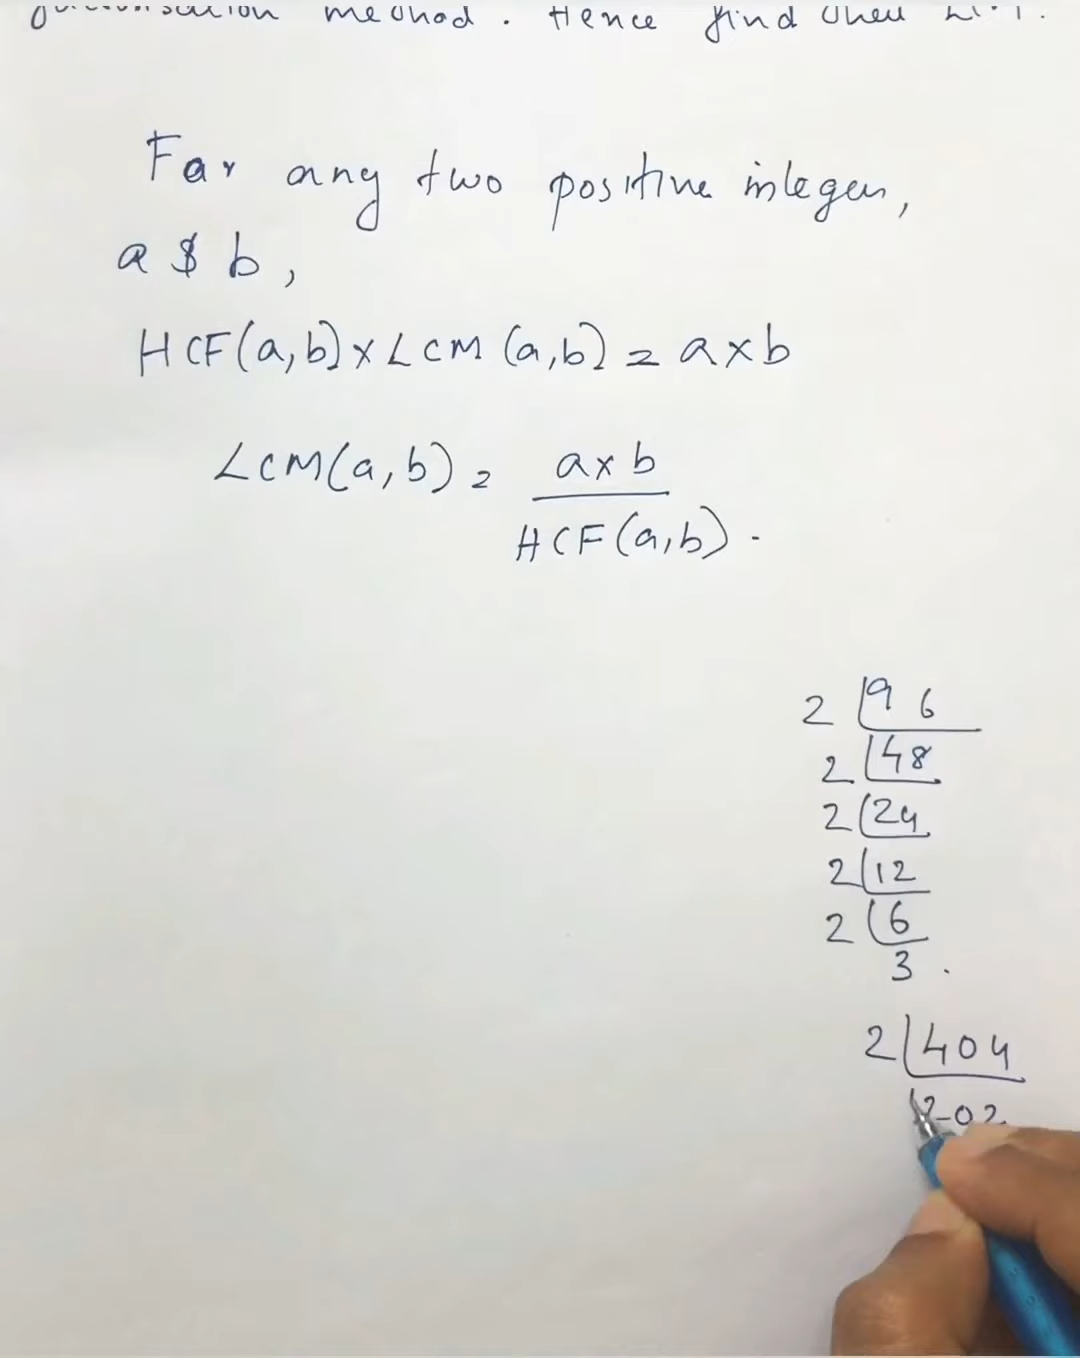 method. Hence find
For any two positive integers,
a $ b,
HCF(a,b) x LCM (a,b) = a x b
LCM(a,b) = a x b
HCF(a,b).
2 96
2 48
2 24
2 12
2 6
3.
2 404
202